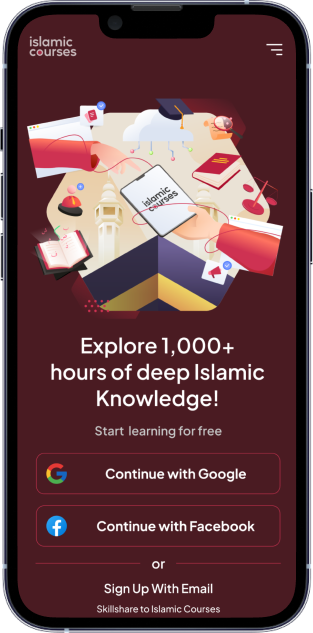 islamic
courses
islamic
courses
Explore 1,000+
hours of deep Islamic
Knowledge!
Start learning for free
Continue with Google
Continue with Facebook
or
Sign Up With Email
Skillshare to Islamic Courses